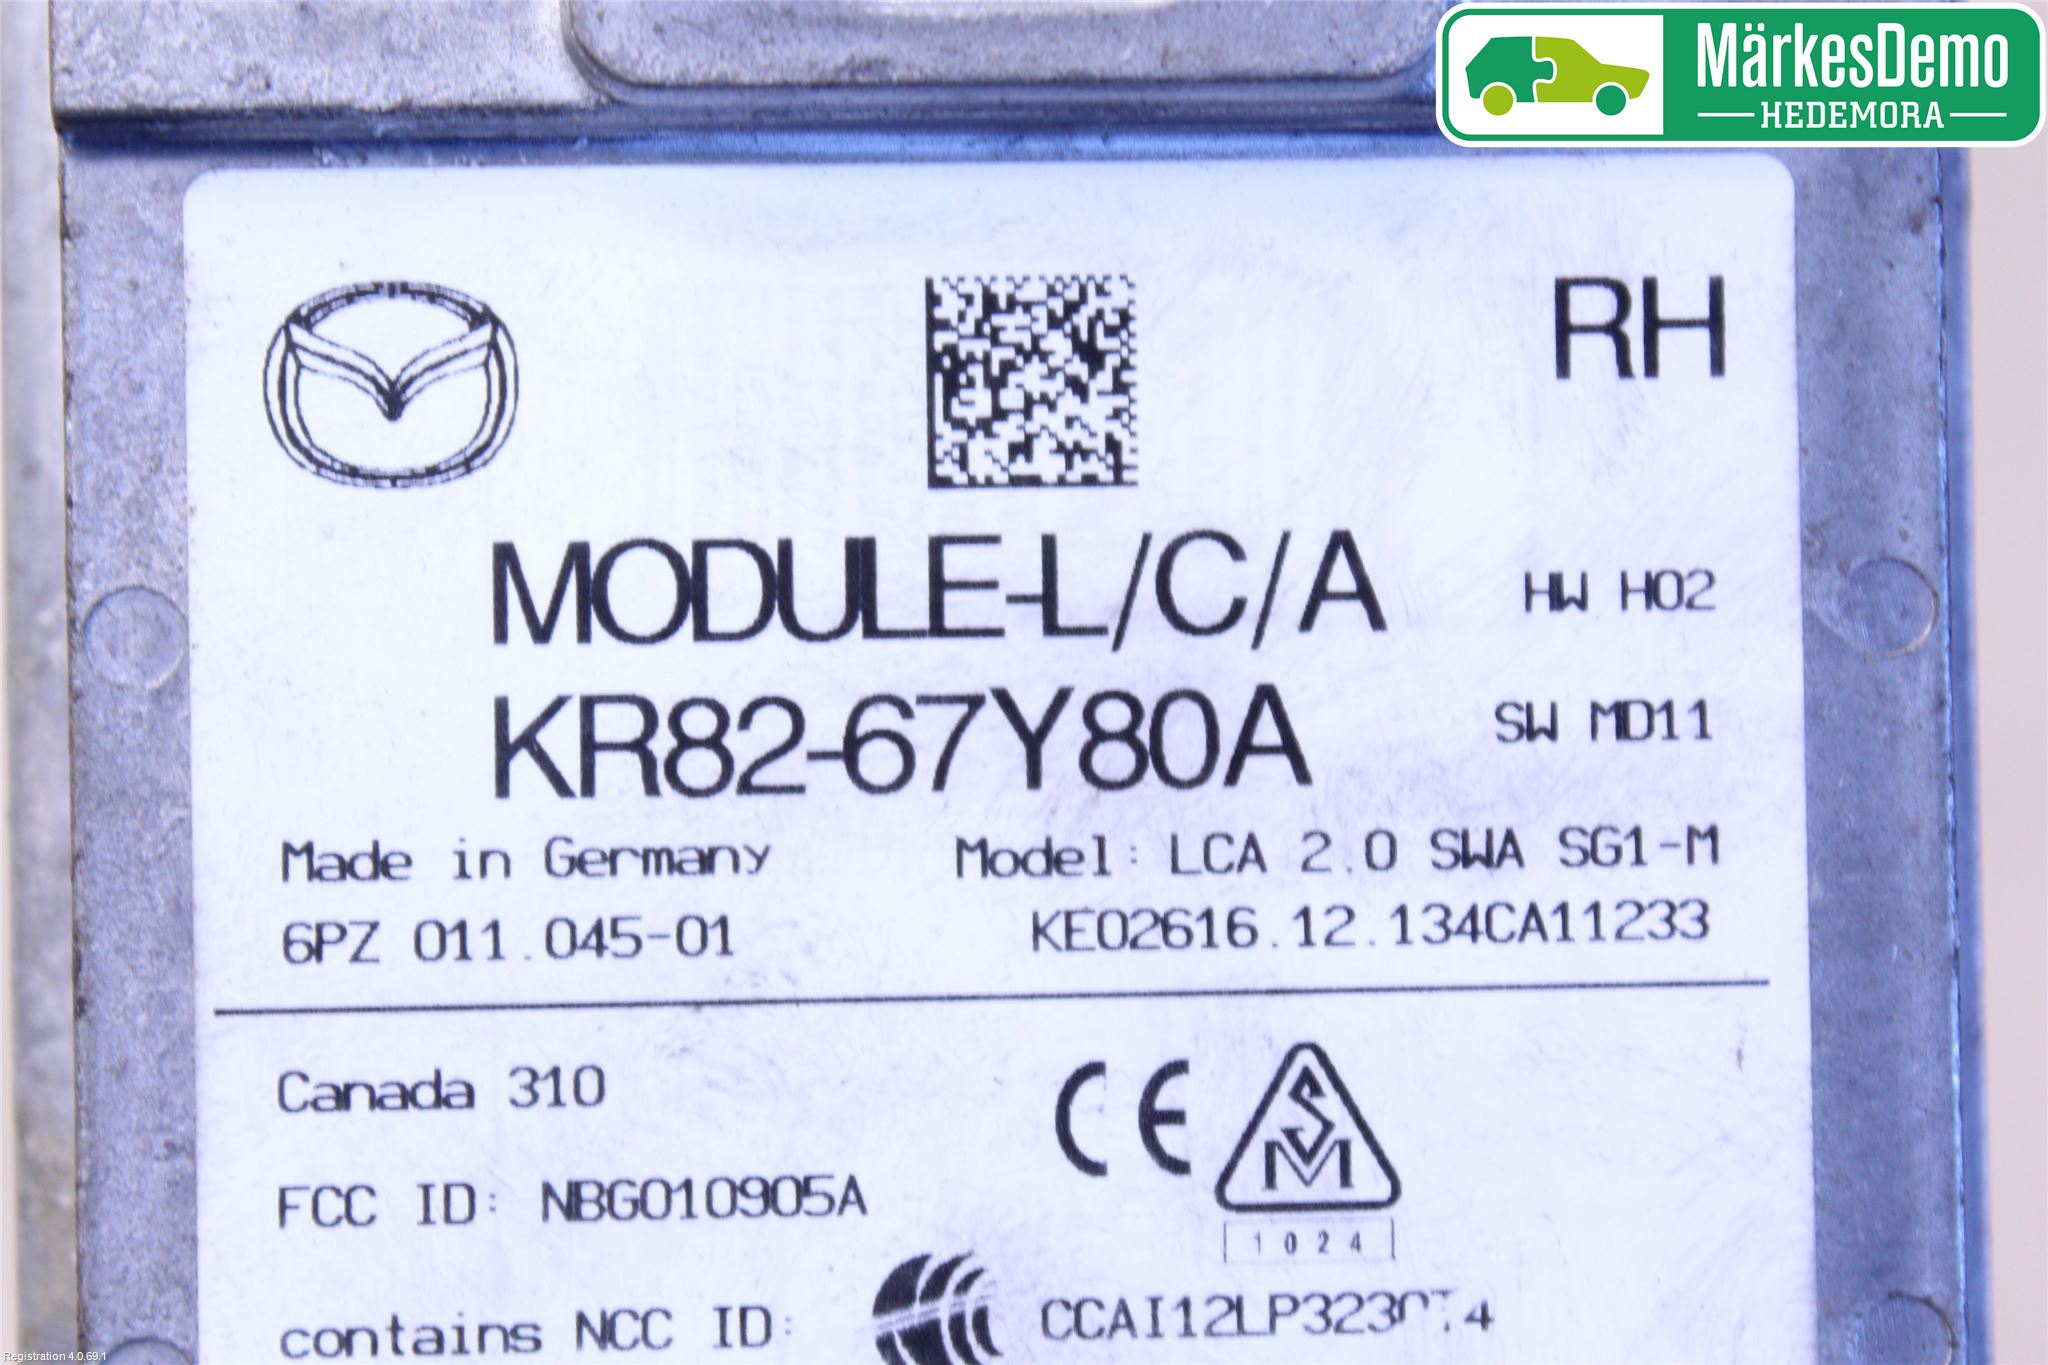 MärkesDemo
HEDEMORA
RH
MODULE-L/C/A
HW H02
KR82-67Y80A
SW MD11
Made in Germany
Model: LCA 2.0 SWA SG1-M
6PZ 011.045-01
KE02616.12.134CA11233
Canada 310
CE
SM
FCC ID: NBG010905A
1024
contains NCC ID:
Registration 4.0.69.1